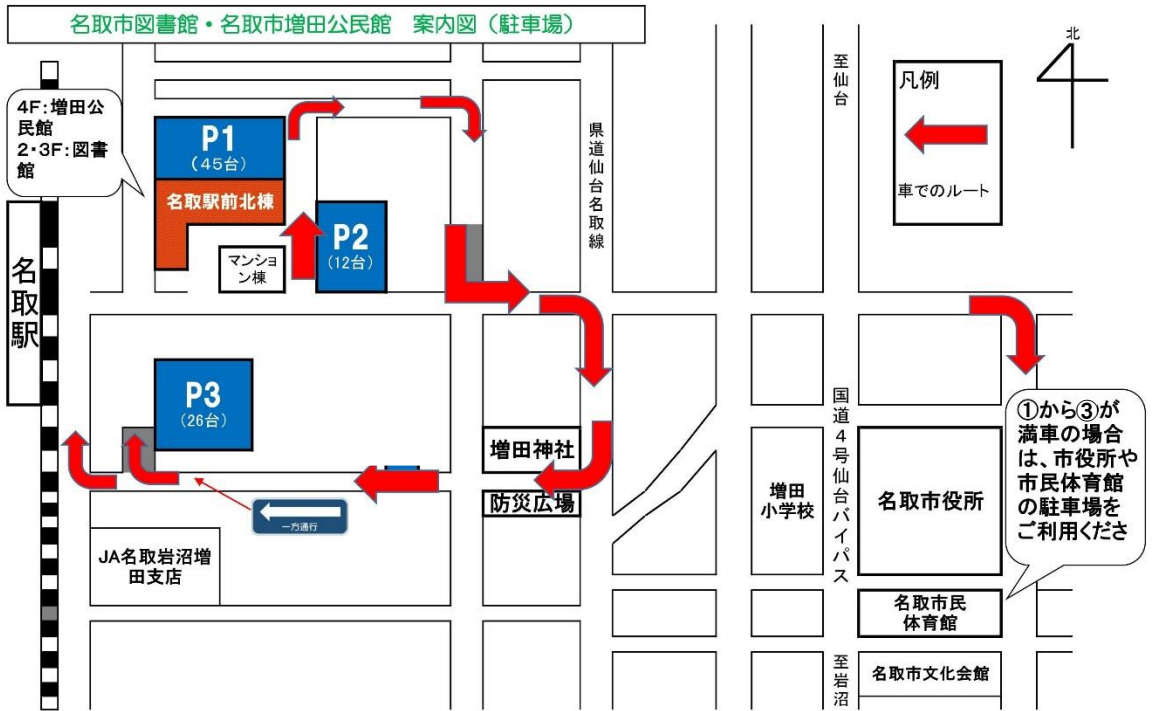 名取市図書館・名取市増田公民館　案内図（駐車場）
北
至仙台
凡例
車でのルート
4F:増田公
民館
2・3F:図書
館
P1
（45台）
名取駅前北棟
P2
（12台）
マンショ
ン棟
県道仙台名取線
名取駅
P3
（26台）
一方通行
増田神社
防災広場
JA名取岩沼増
田支店
増田
小学校
国道4号仙台バイパス
名取市役所
①から③が
満車の場合
は、市役所や
市民体育館
の駐車場を
ご利用くださ
名取市民
体育館
至岩沼
名取市文化会館